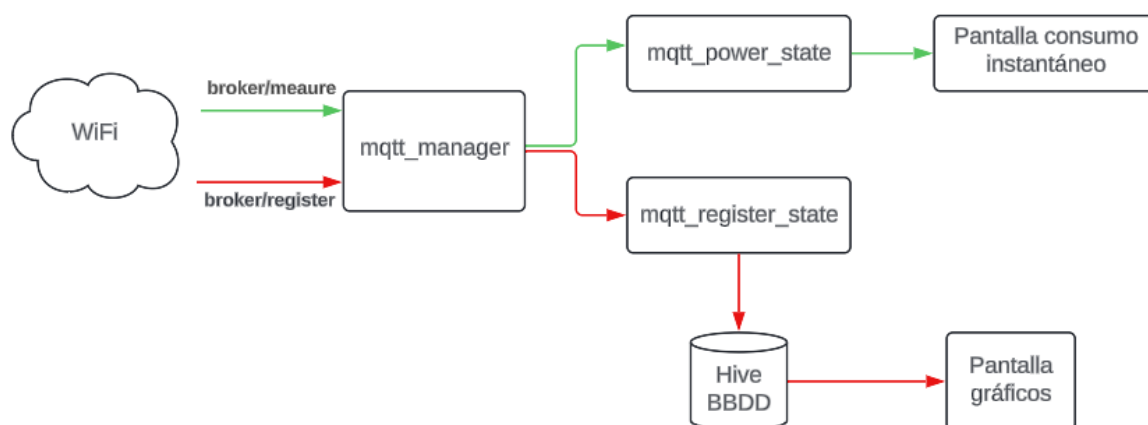 WiFi
broker/meaure
broker/register
mqtt_manager
mqtt_power_state
Pantalla consumo
instantáneo
mqtt_register_state
Hive
BBDD
Pantalla
gráficos